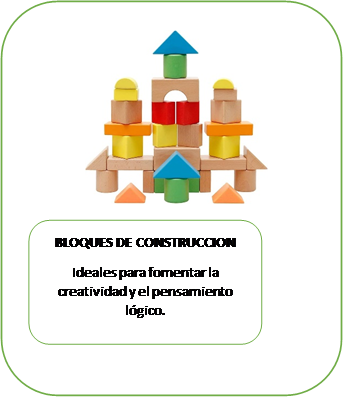 BLOQUES DE CONSTRUCCION
Ideales para fomentar la
creatividad y el pensamiento
lógico.